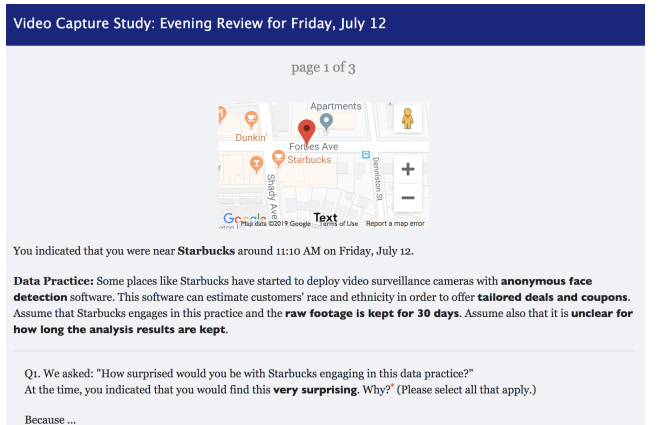 Video Capture Study: Evening Review for Friday, July 12
page 1 of 3
Apartments
Dunkin'
Forbes Ave
Starbucks
Denniston St
Shady Ave
Google
Text
Map data ©2019 Google
Terms of Use
Report a map error
You indicated that you were near Starbucks around 11:10 AM on Friday, July 12.
Data Practice: Some places like Starbucks have started to deploy video surveillance cameras with anonymous face
detection software. This software can estimate customers' race and ethnicity in order to offer tailored deals and coupons.
Assume that Starbucks engages in this practice and the raw footage is kept for 30 days. Assume also that it is unclear for
how long the analysis results are kept.
Q1. We asked: "How surprised would you be with Starbucks engaging in this data practice?"
At the time, you indicated that you would find this very surprising. Why?* (Please select all that apply.)
Because ...